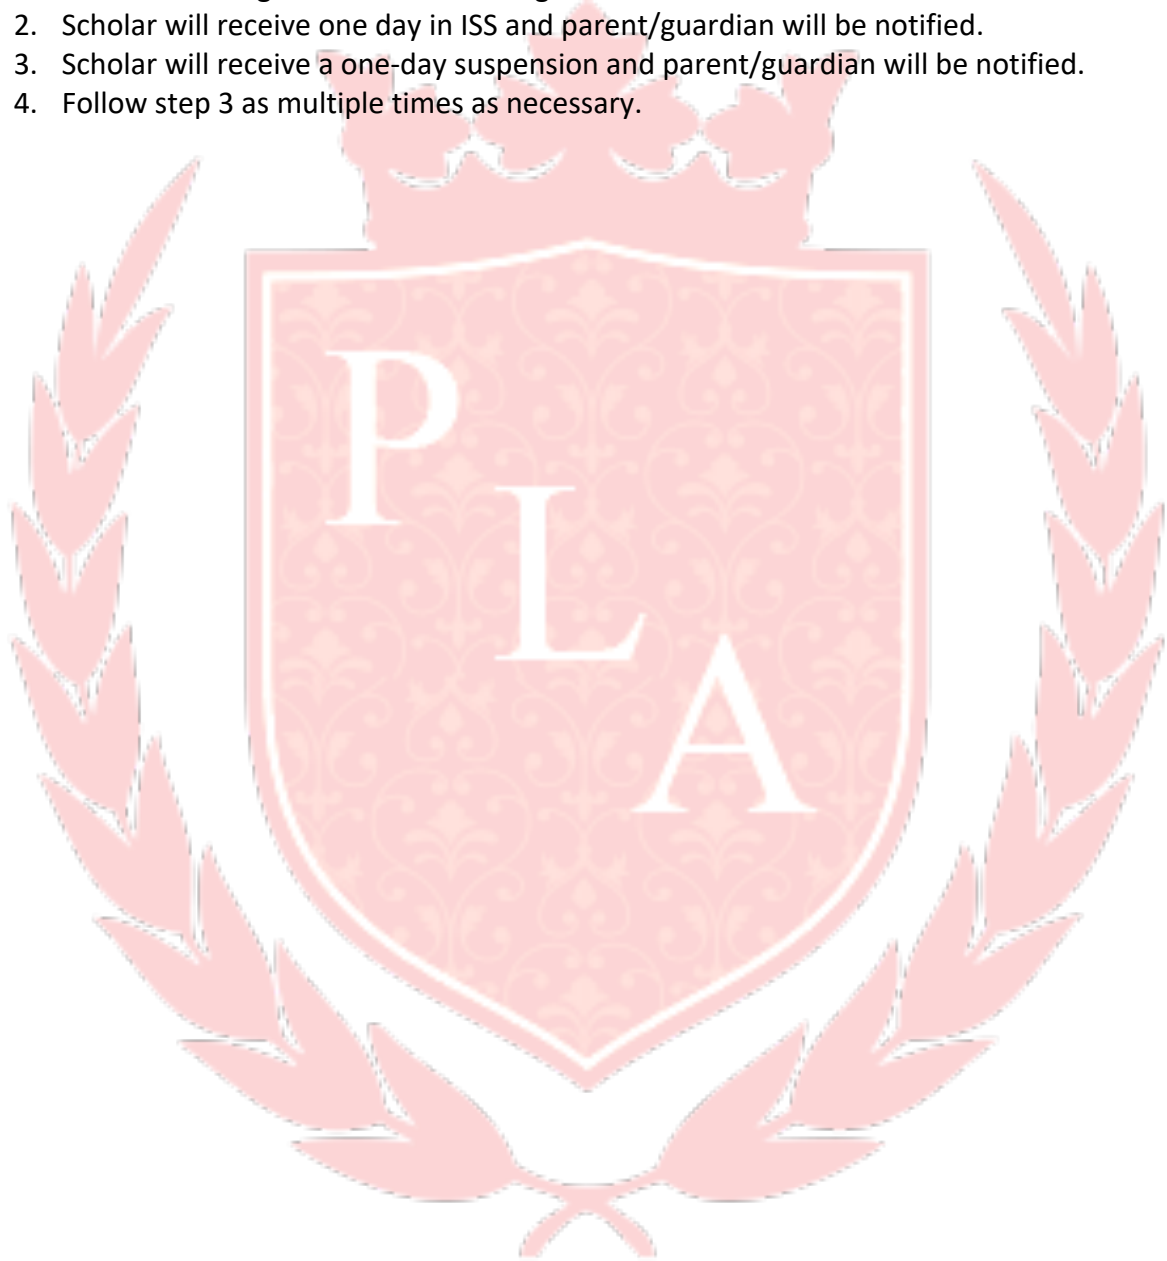 2. Scholar will receive one day in ISS and parent/guardian will be notified.
3. Scholar will receive a one-day suspension and parent/guardian will be notified.
4. Follow step 3 as multiple times as necessary.
P
L
A